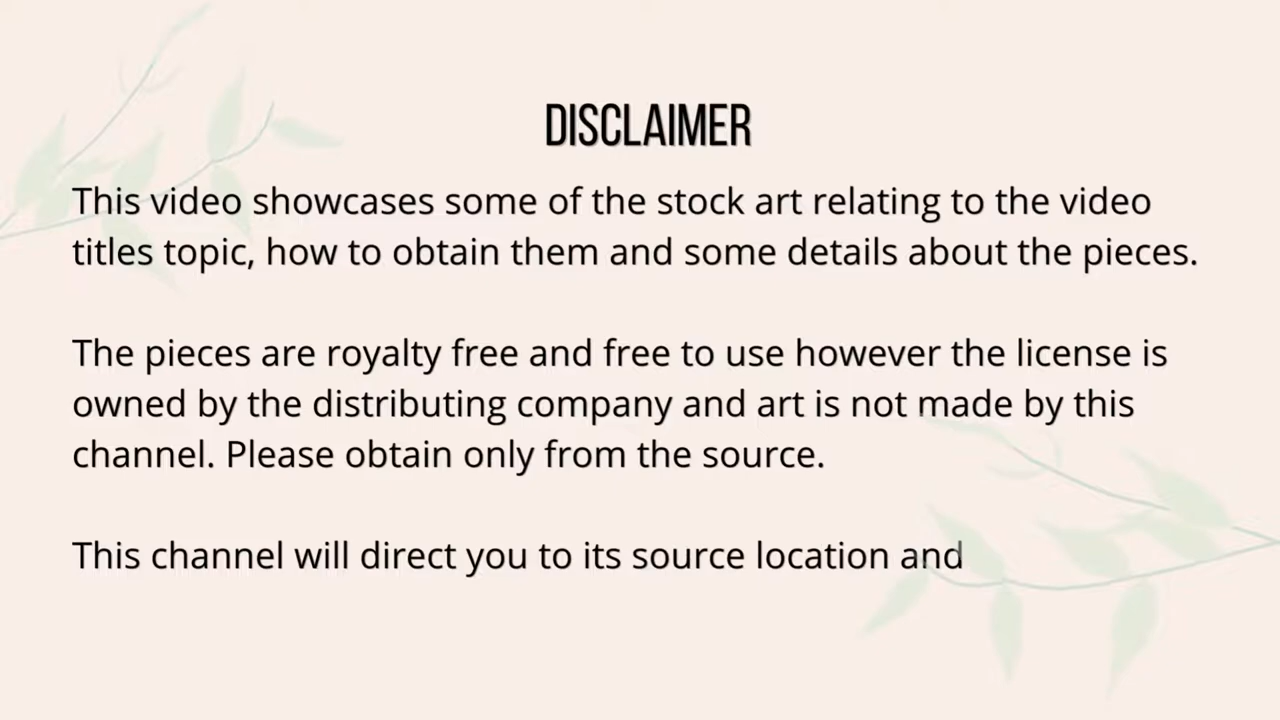 DISCLAIMER
This video showcases some of the stock art relating to the video
titles topic, how to obtain them and some details about the pieces.
The pieces are royalty free and free to use however the license is
owned by the distributing company and art is not made by this
channel. Please obtain only from the source.
This channel will direct you to its source location and